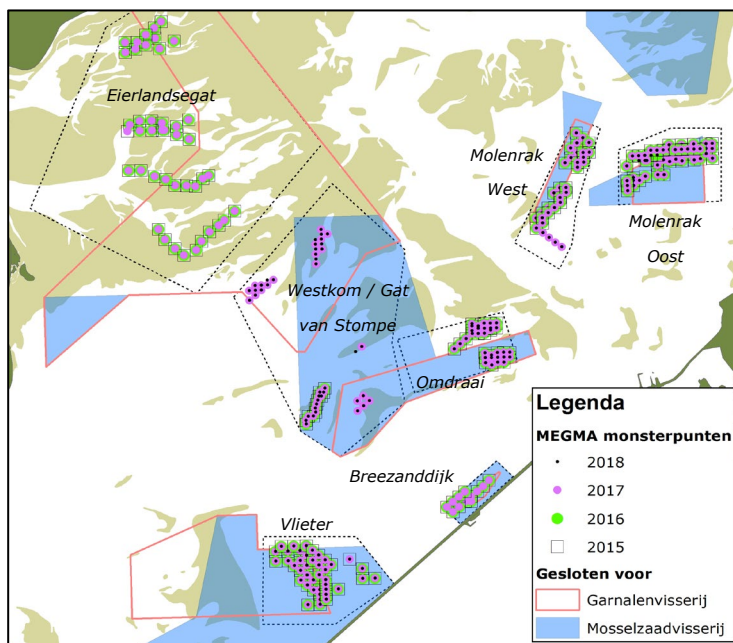 Eierlandsegat
Molenrak
West
Molenrak
Oost
Westkom / Gat
van Stompe
Omdraai
Breezanddijk
Vlieter
Legenda
MEGMA monsterpunten
2018
2017
2016
2015
Gesloten voor
Garnalenvisserij
Mosselzaadvisserij